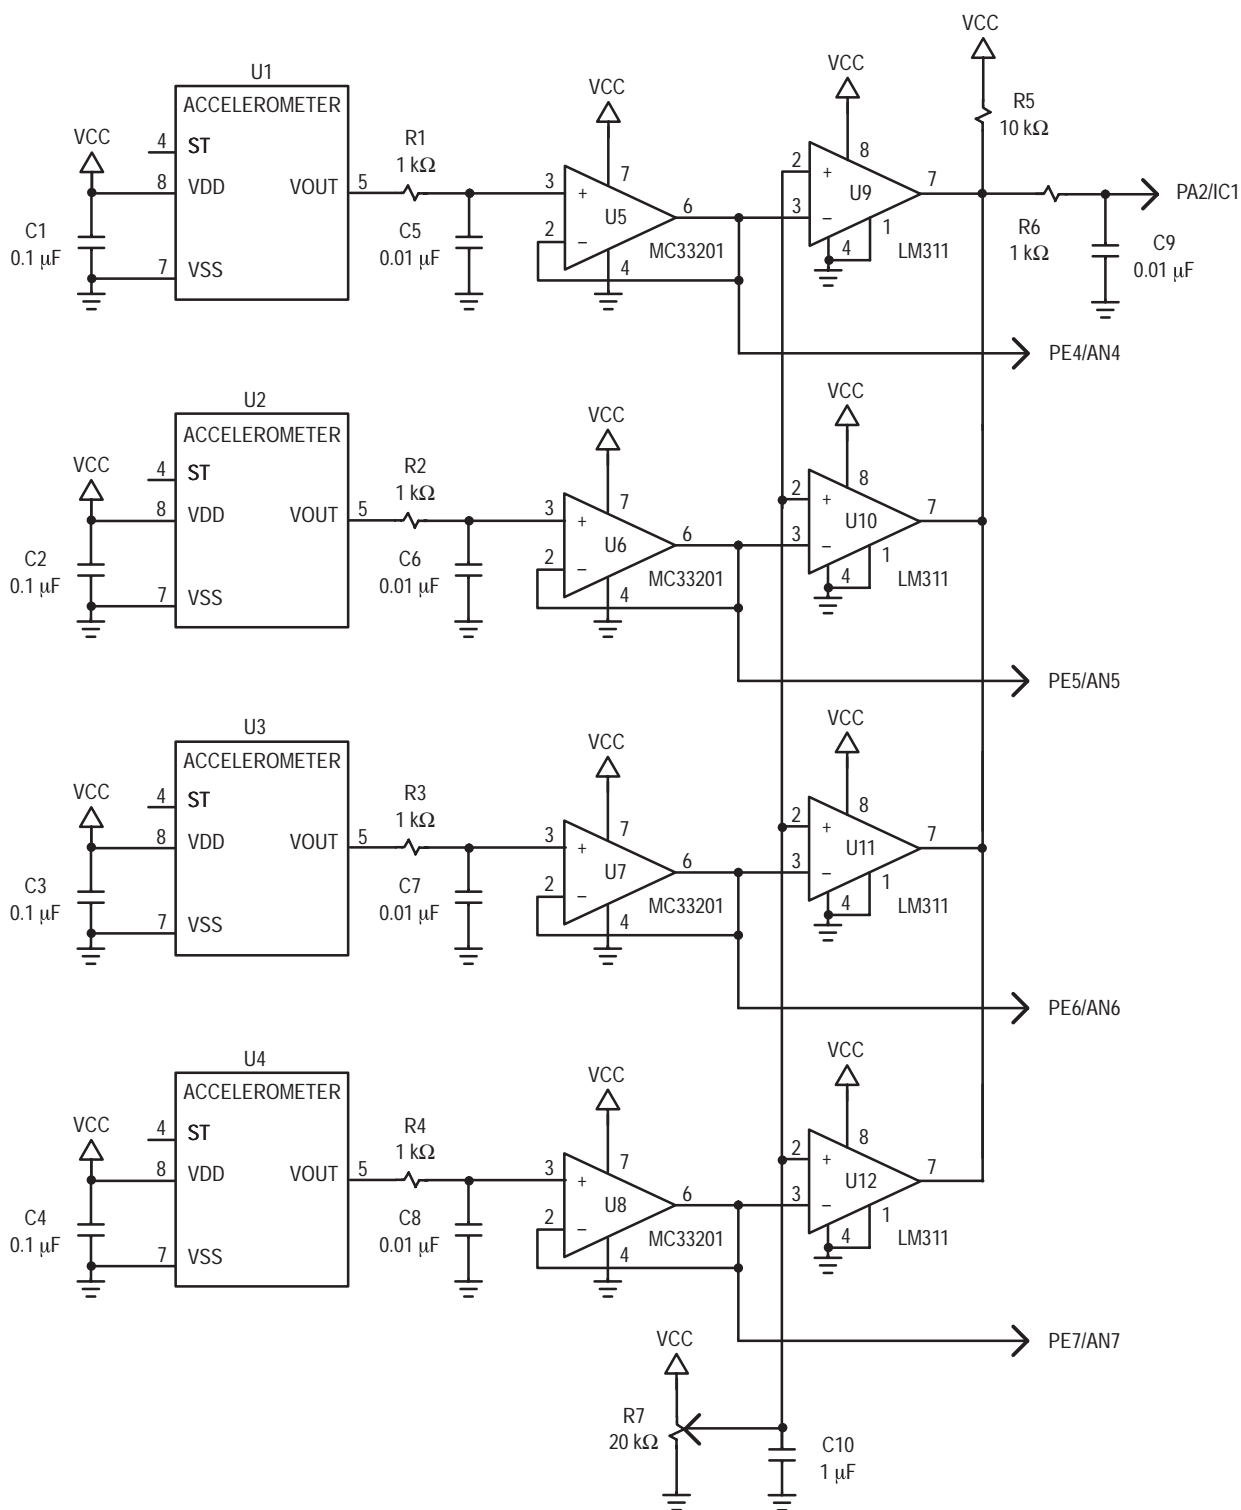 U1
ACCELEROMETER
VCC
4
ST
8
VDD
VOUT
5
7
VSS
C1
0.1 µF
R1
1 kΩ
C5
0.01 µF
VCC
3
+
2
−
U5
7
6
4
MC33201
VCC
2
+
3
−
U9
8
7
1
4
LM311
VCC
R5
10 kΩ
R6
1 kΩ
C9
0.01 µF
PA2/IC1
PE4/AN4
U2
ACCELEROMETER
VCC
4
ST
8
VDD
VOUT
5
7
VSS
C2
0.1 µF
R2
1 kΩ
C6
0.01 µF
VCC
3
+
2
−
U6
7
6
4
MC33201
VCC
2
+
3
−
U10
8
7
1
4
LM311
PE5/AN5
U3
ACCELEROMETER
VCC
4
ST
8
VDD
VOUT
5
7
VSS
C3
0.1 µF
R3
1 kΩ
C7
0.01 µF
VCC
3
+
2
−
U7
7
6
4
MC33201
VCC
2
+
3
−
U11
8
7
1
4
LM311
PE6/AN6
U4
ACCELEROMETER
VCC
4
ST
8
VDD
VOUT
5
7
VSS
C4
0.1 µF
R4
1 kΩ
C8
0.01 µF
VCC
3
+
2
−
U8
7
6
4
MC33201
VCC
2
+
3
−
U12
8
7
1
4
LM311
PE7/AN7
VCC
R7
20 kΩ
C10
1 µF